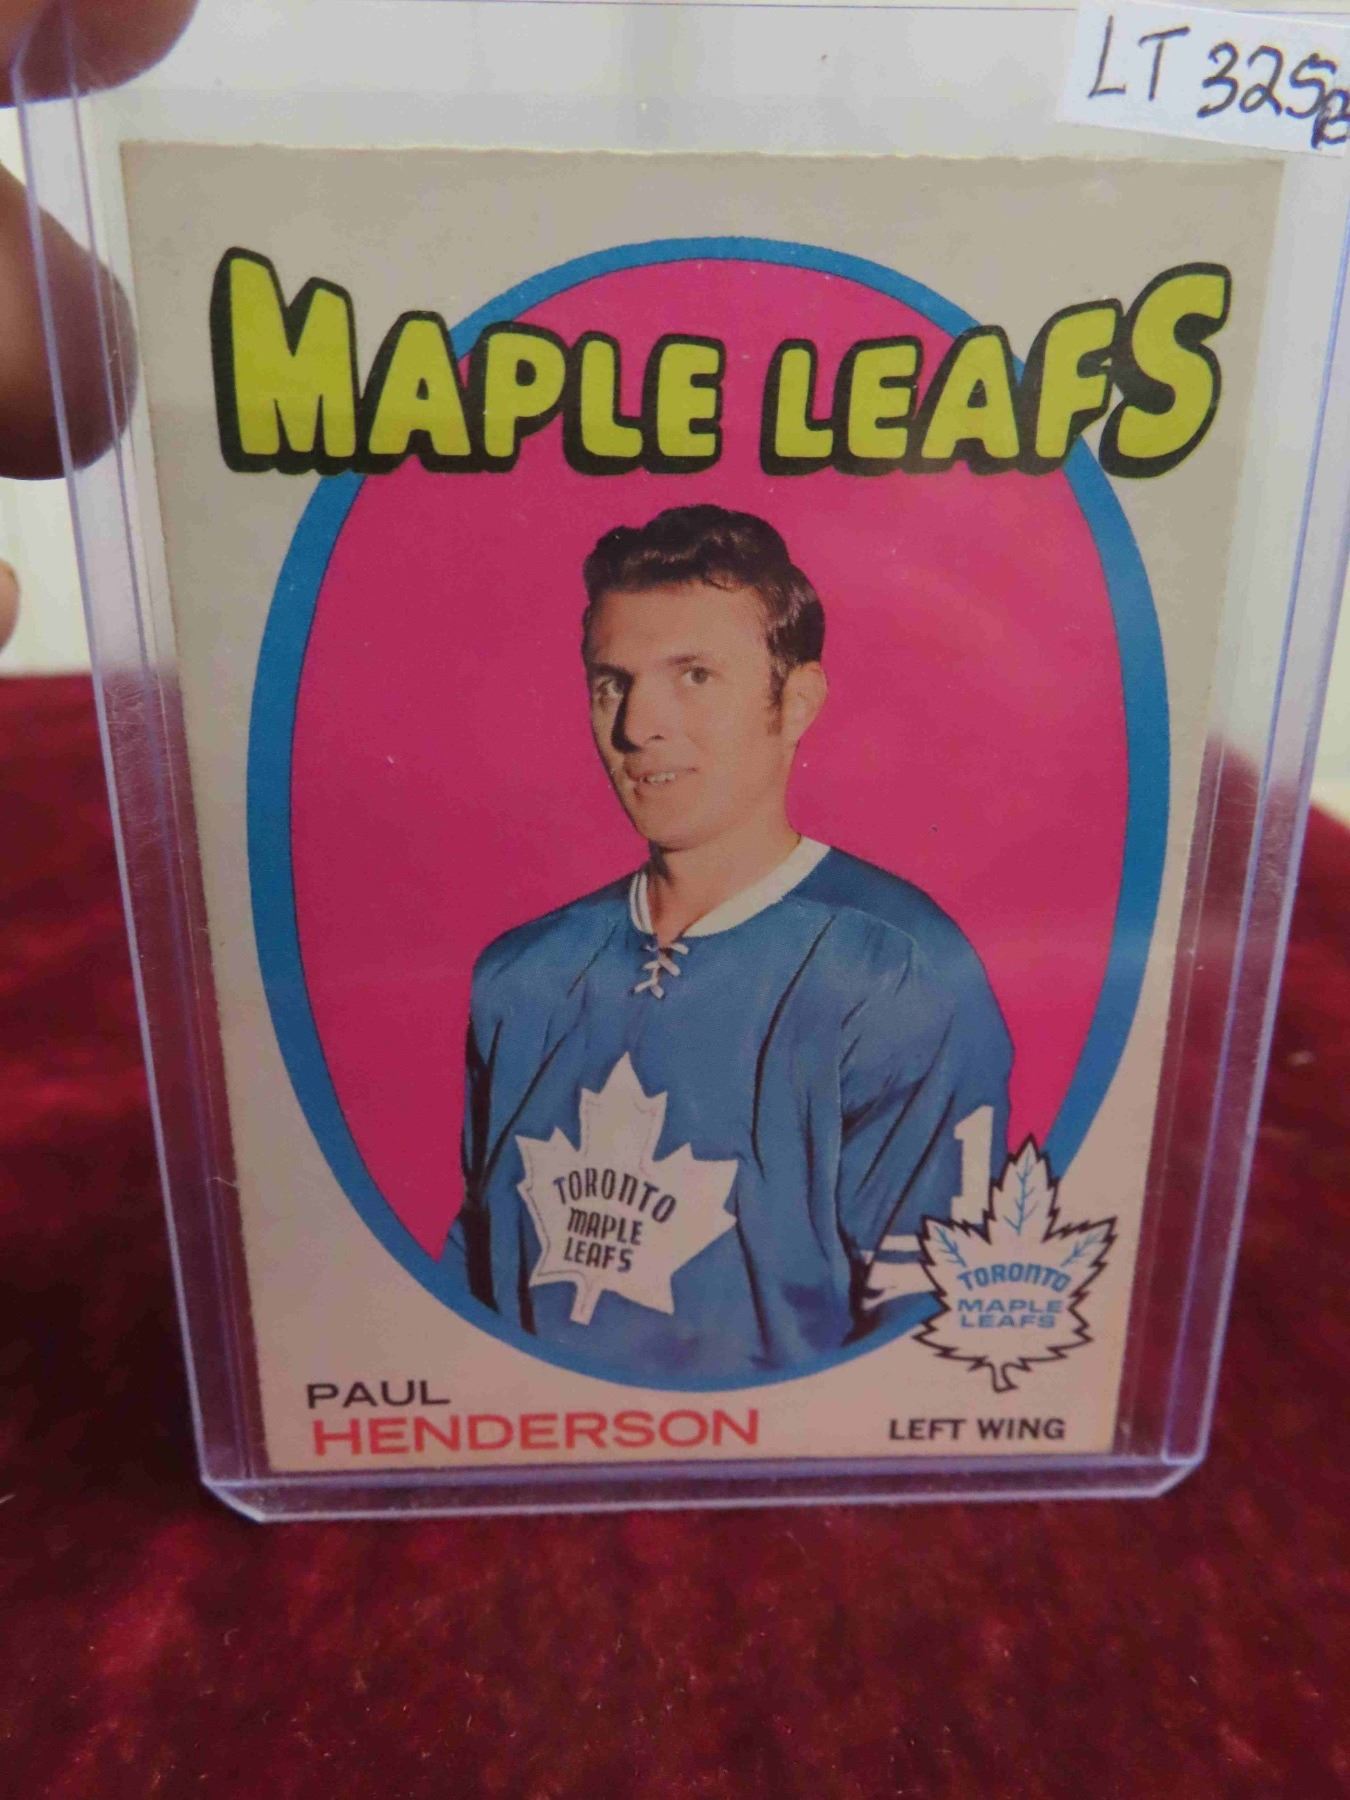 LT 325B
MAPLE LEAFS
1
TORONTO
MAPLE
LEAFS
TORONTO
MAPLE
LEAFS
PAUL
HENDERSON
LEFT WING